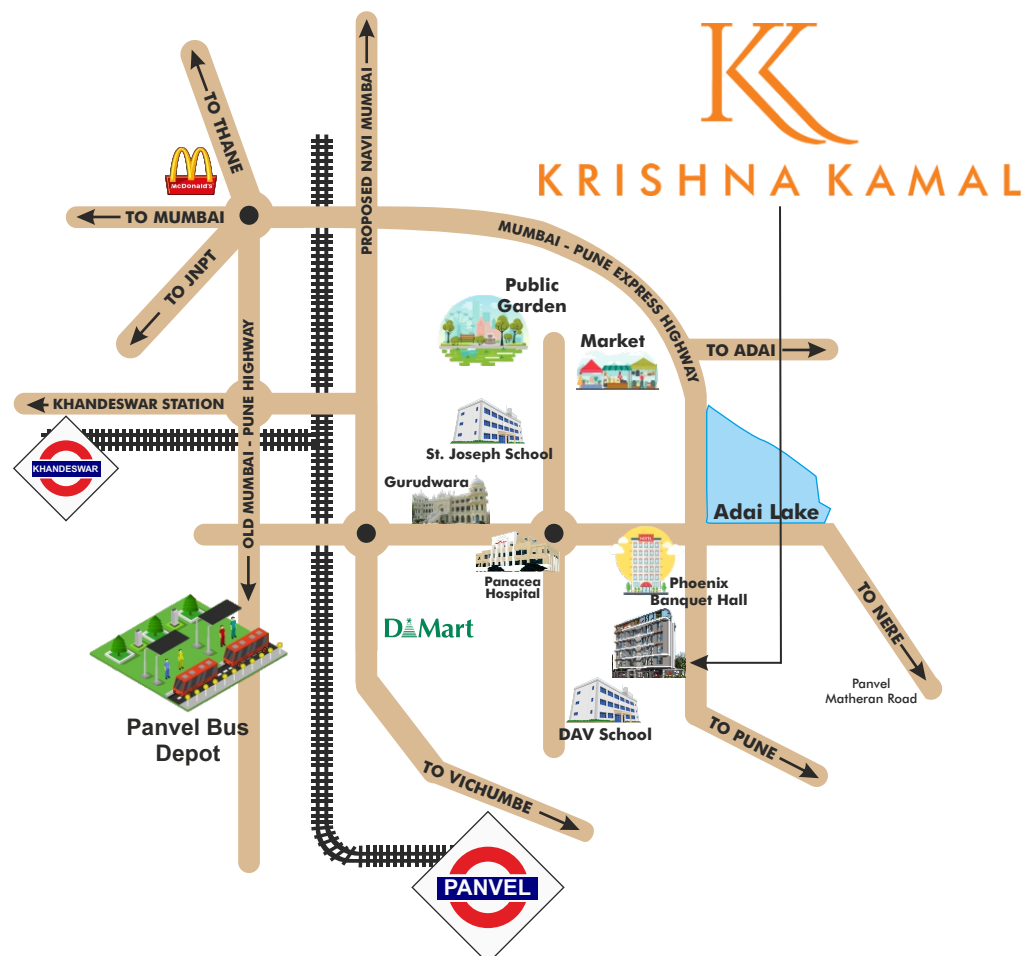 KRISHNA KAMAL
TO THANE
PROPOSED NAVI MUMBAI
McDonald's
TO MUMBAI
TO JNPT
MUMBAI - PUNE EXPRESS HIGHWAY
Public
Garden
Market
TO ADAI
OLD MUMBAI - PUNE HIGHWAY
KHANDESWAR STATION
KHANDESWAR
St. Joseph School
Gurudwara
Adai Lake
Panacea
Hospital
Phoenix
Banquet Hall
TO NERE
D Mart
Panvel
Matheran Road
Panvel Bus
Depot
DAV School
TO PUNE
TO VICHUMBE
PANVEL